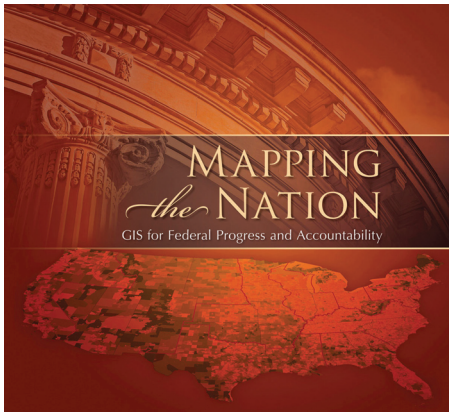 MAPPING
the NATION
GIS for Federal Progress and Accountability